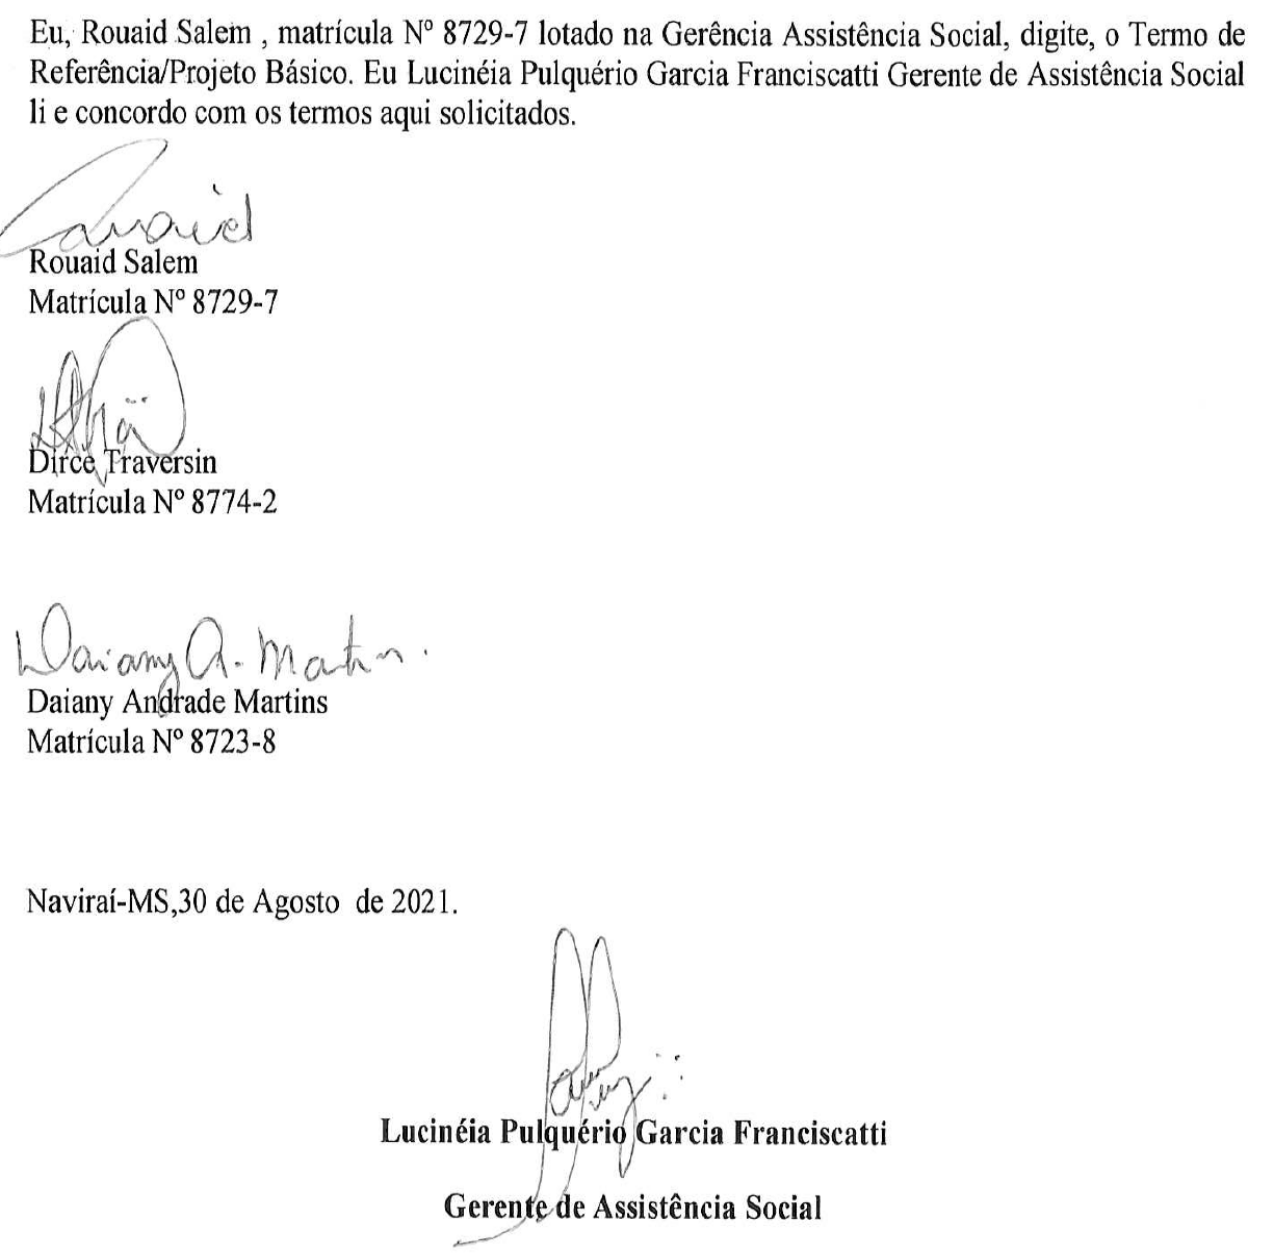 Eu, Rouaid Salem , matrícula Nº 8729-7 lotado na Gerência Assistência Social, digite, o Termo de
Referência/Projeto Básico. Eu Lucinéia Pulquério Garcia Franciscatti Gerente de Assistência Social
li e concordo com os termos aqui solicitados.
Rouaid
Rouaid Salem
Matrícula Nº 8729-7
Dirce Traversin
Matrícula Nº 8774-2
Daiany A. Martins.
Daiany Andrade Martins
Matrícula Nº 8723-8
Naviraí-MS,30 de Agosto de 2021.
Lucinéia Pulquério Garcia Franciscatti
Gerente de Assistência Social